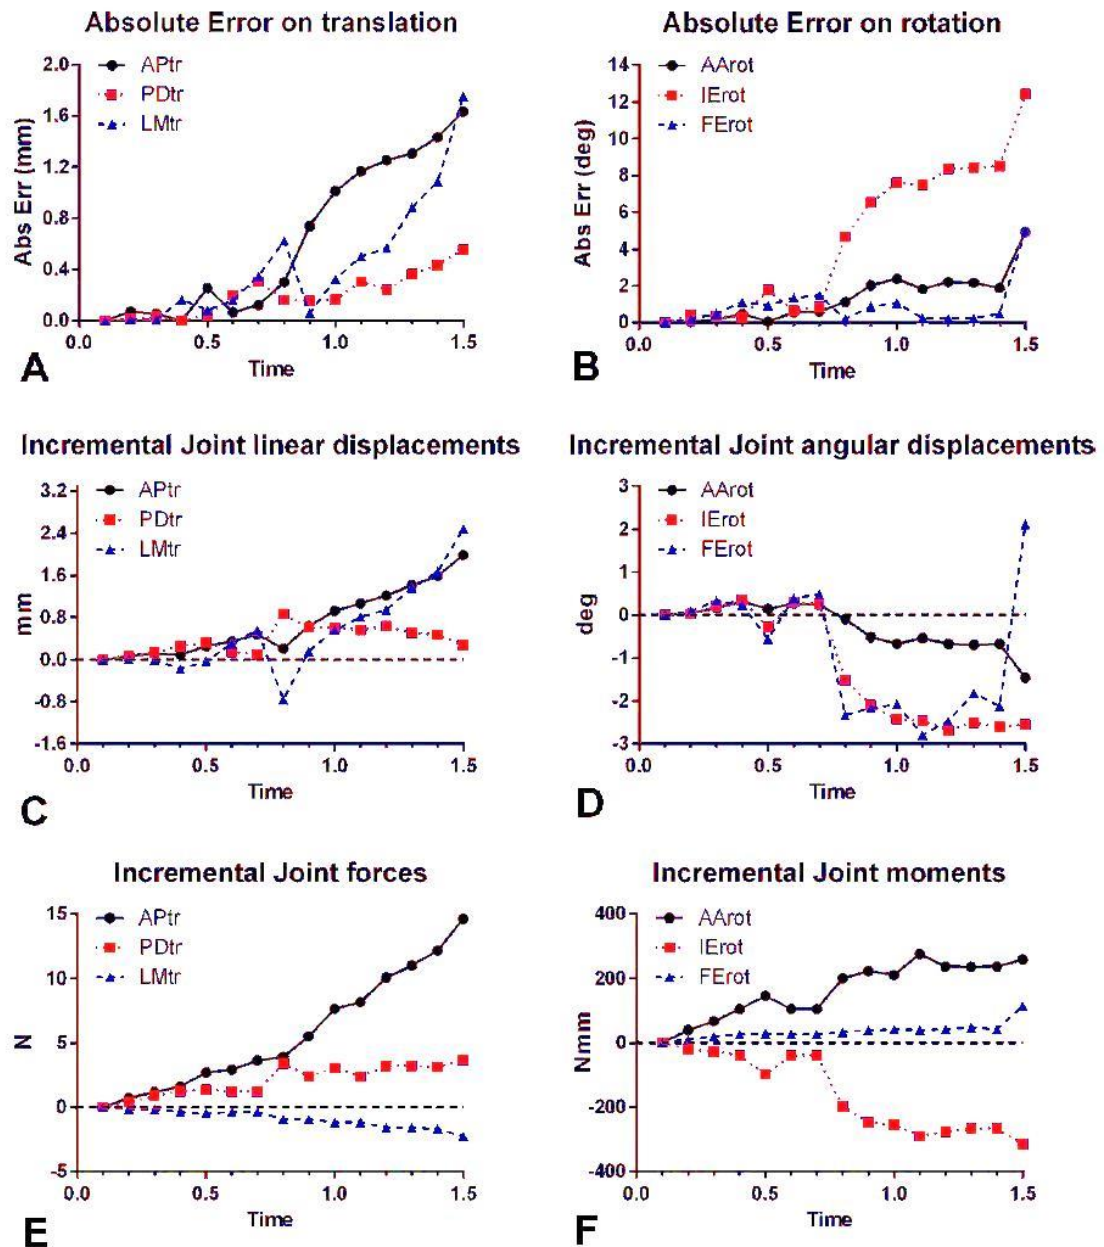 Absolute Error on translation
APtr
PDtr
LMtr
Abs Err (mm)
2.0
1.6
1.2
0.8
0.4
0.0
0.0 0.5 1.0 1.5
Time
A
Absolute Error on rotation
AArot
IErot
FErot
Abs Err (deg)
14
12
10
8
6
4
2
0
0.0 0.5 1.0 1.5
Time
B
Incremental Joint linear displacements
APtr
PDtr
LMtr
mm
3.2
2.4
1.6
0.8
0.0
-0.8
-1.6
0.0 0.5 1.0 1.5
Time
C
Incremental Joint angular displacements
AArot
IErot
FErot
deg
3
2
1
0
-1
-2
-3
0.0 0.5 1.0 1.5
Time
D
Incremental Joint forces
APtr
PDtr
LMtr
N
15
10
5
0
-5
0.0 0.5 1.0 1.5
Time
E
Incremental Joint moments
AArot
IErot
FErot
Nmm
400
200
0
-200
-400
0.0 0.5 1.0 1.5
Time
F